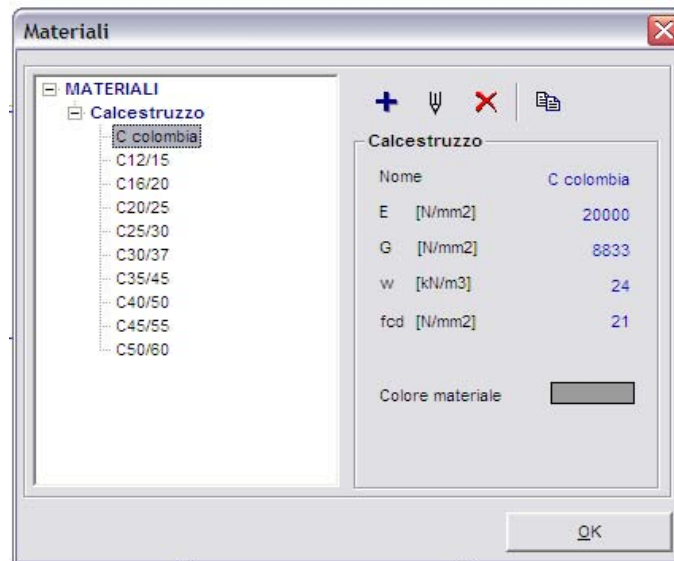 Materiali
MATERIALI
Calcestruzzo
C colombia
C12/15
C16/20
C20/25
C25/30
C30/37
C35/45
C40/50
C45/55
C50/60
Calcestruzzo
Nome C colombia
E [N/mm2] 20000
G [N/mm2] 8833
w [kN/m3] 24
fcd [N/mm2] 21
Colore materiale
OK